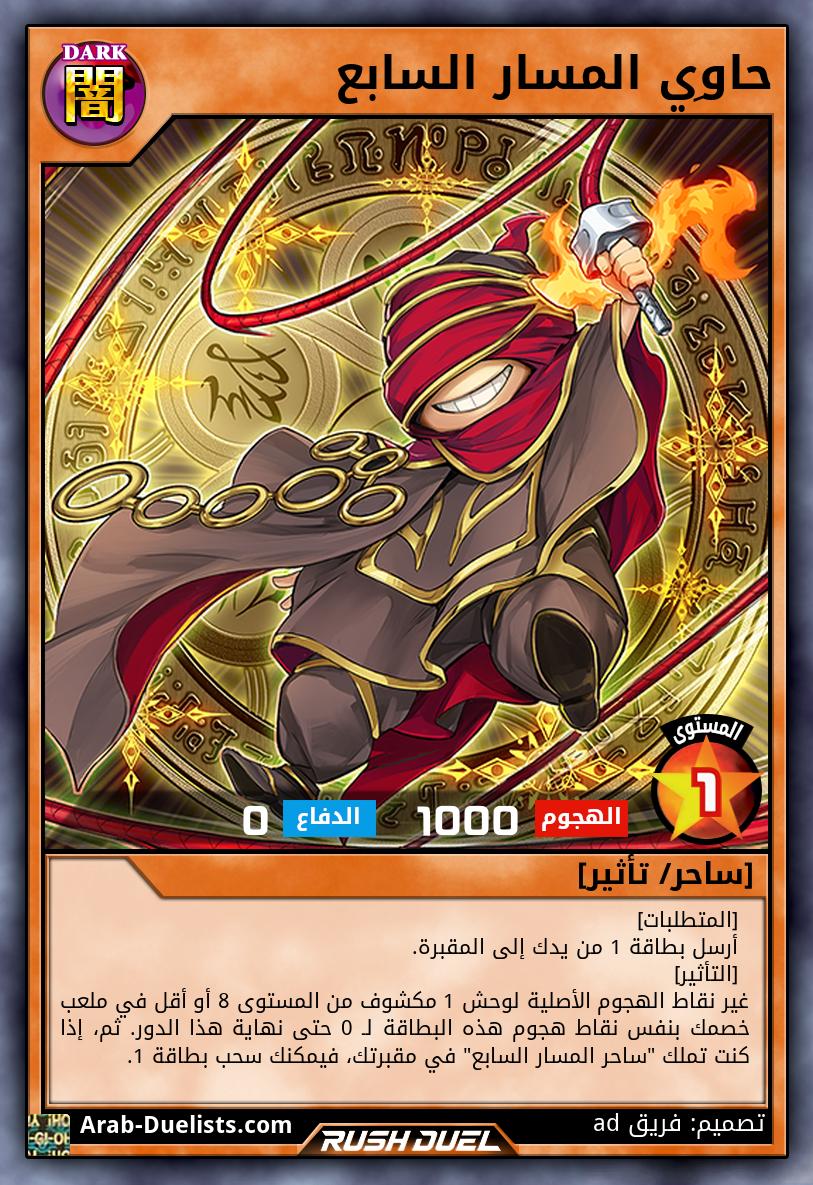 DARK
闇
حاوِي المسار السابع
المستوى
1
الهجوم 1000 الدفاع 0
[ساحر/ تأثير]
[المتطلبات]
أرسل بطاقة 1 من يدك إلى المقبرة.
[التأثير]
غير نقاط الهجوم الأصلية لوحش 1 مكشوف من المستوى 8 أو أقل في ملعب
خصمك بنفس نقاط هجوم هذه البطاقة لـ 0 حتى نهاية هذا الدور. ثم، إذا
كنت تملك "ساحر المسار السابع" في مقبرتك، فيمكنك سحب بطاقة 1.
تصميم: فريق ad
Arab-Duelists.com
RUSH DUEL